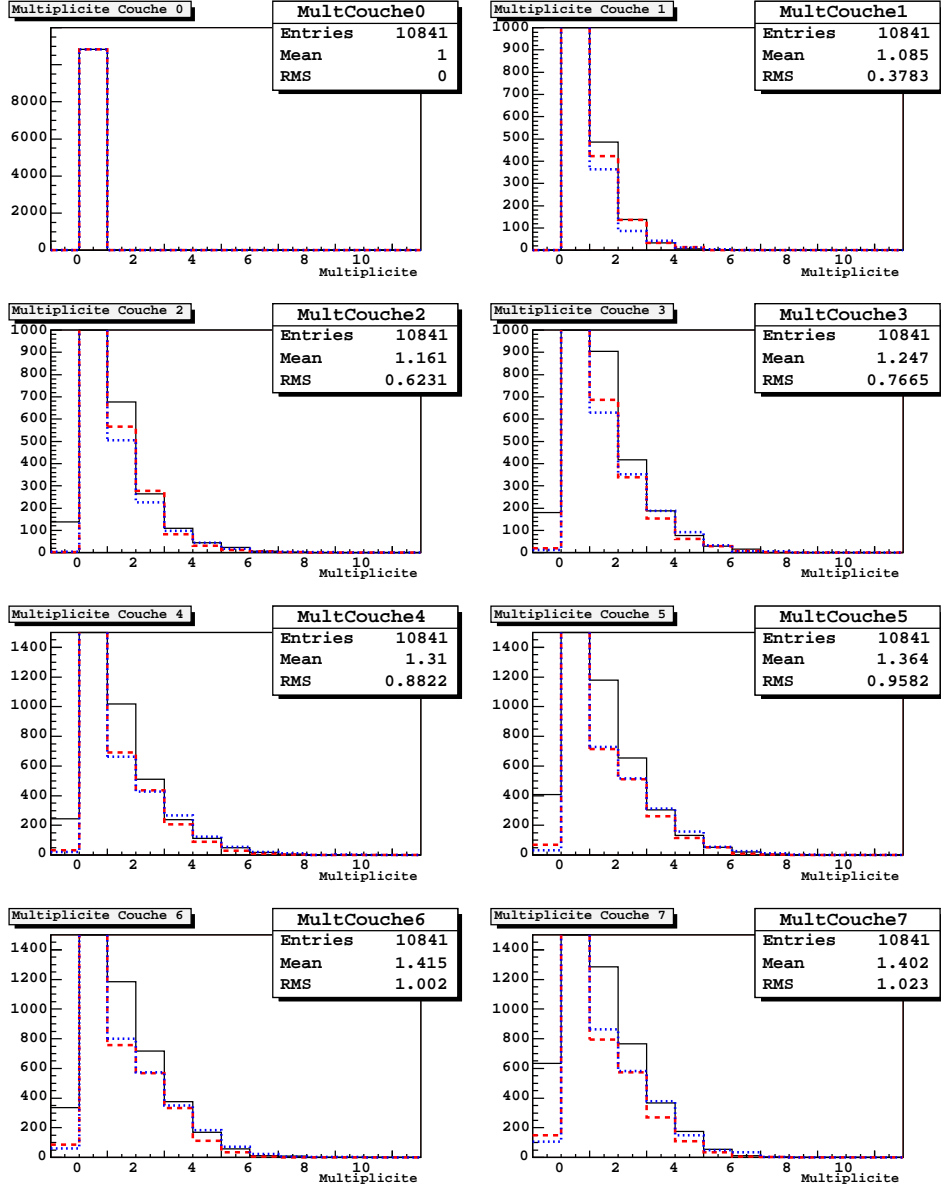 Multiplicite Couche 0
MultCouche0
Entries 10841
Mean 1
RMS 0
8000
6000
4000
2000
0
0 2 4 6 8 10
Multiplicite
Multiplicite Couche 1
MultCouche1
Entries 10841
Mean 1.085
RMS 0.3783
1000
900
800
700
600
500
400
300
200
100
0
0 2 4 6 8 10
Multiplicite
Multiplicite Couche 2
MultCouche2
Entries 10841
Mean 1.161
RMS 0.6231
1000
900
800
700
600
500
400
300
200
100
0
0 2 4 6 8 10
Multiplicite
Multiplicite Couche 3
MultCouche3
Entries 10841
Mean 1.247
RMS 0.7665
1000
900
800
700
600
500
400
300
200
100
0
0 2 4 6 8 10
Multiplicite
Multiplicite Couche 4
MultCouche4
Entries 10841
Mean 1.31
RMS 0.8822
1400
1200
1000
800
600
400
200
0
0 2 4 6 8 10
Multiplicite
Multiplicite Couche 5
MultCouche5
Entries 10841
Mean 1.364
RMS 0.9582
1400
1200
1000
800
600
400
200
0
0 2 4 6 8 10
Multiplicite
Multiplicite Couche 6
MultCouche6
Entries 10841
Mean 1.415
RMS 1.002
1400
1200
1000
800
600
400
200
0
0 2 4 6 8 10
Multiplicite
Multiplicite Couche 7
MultCouche7
Entries 10841
Mean 1.402
RMS 1.023
1400
1200
1000
800
600
400
200
0
0 2 4 6 8 10
Multiplicite